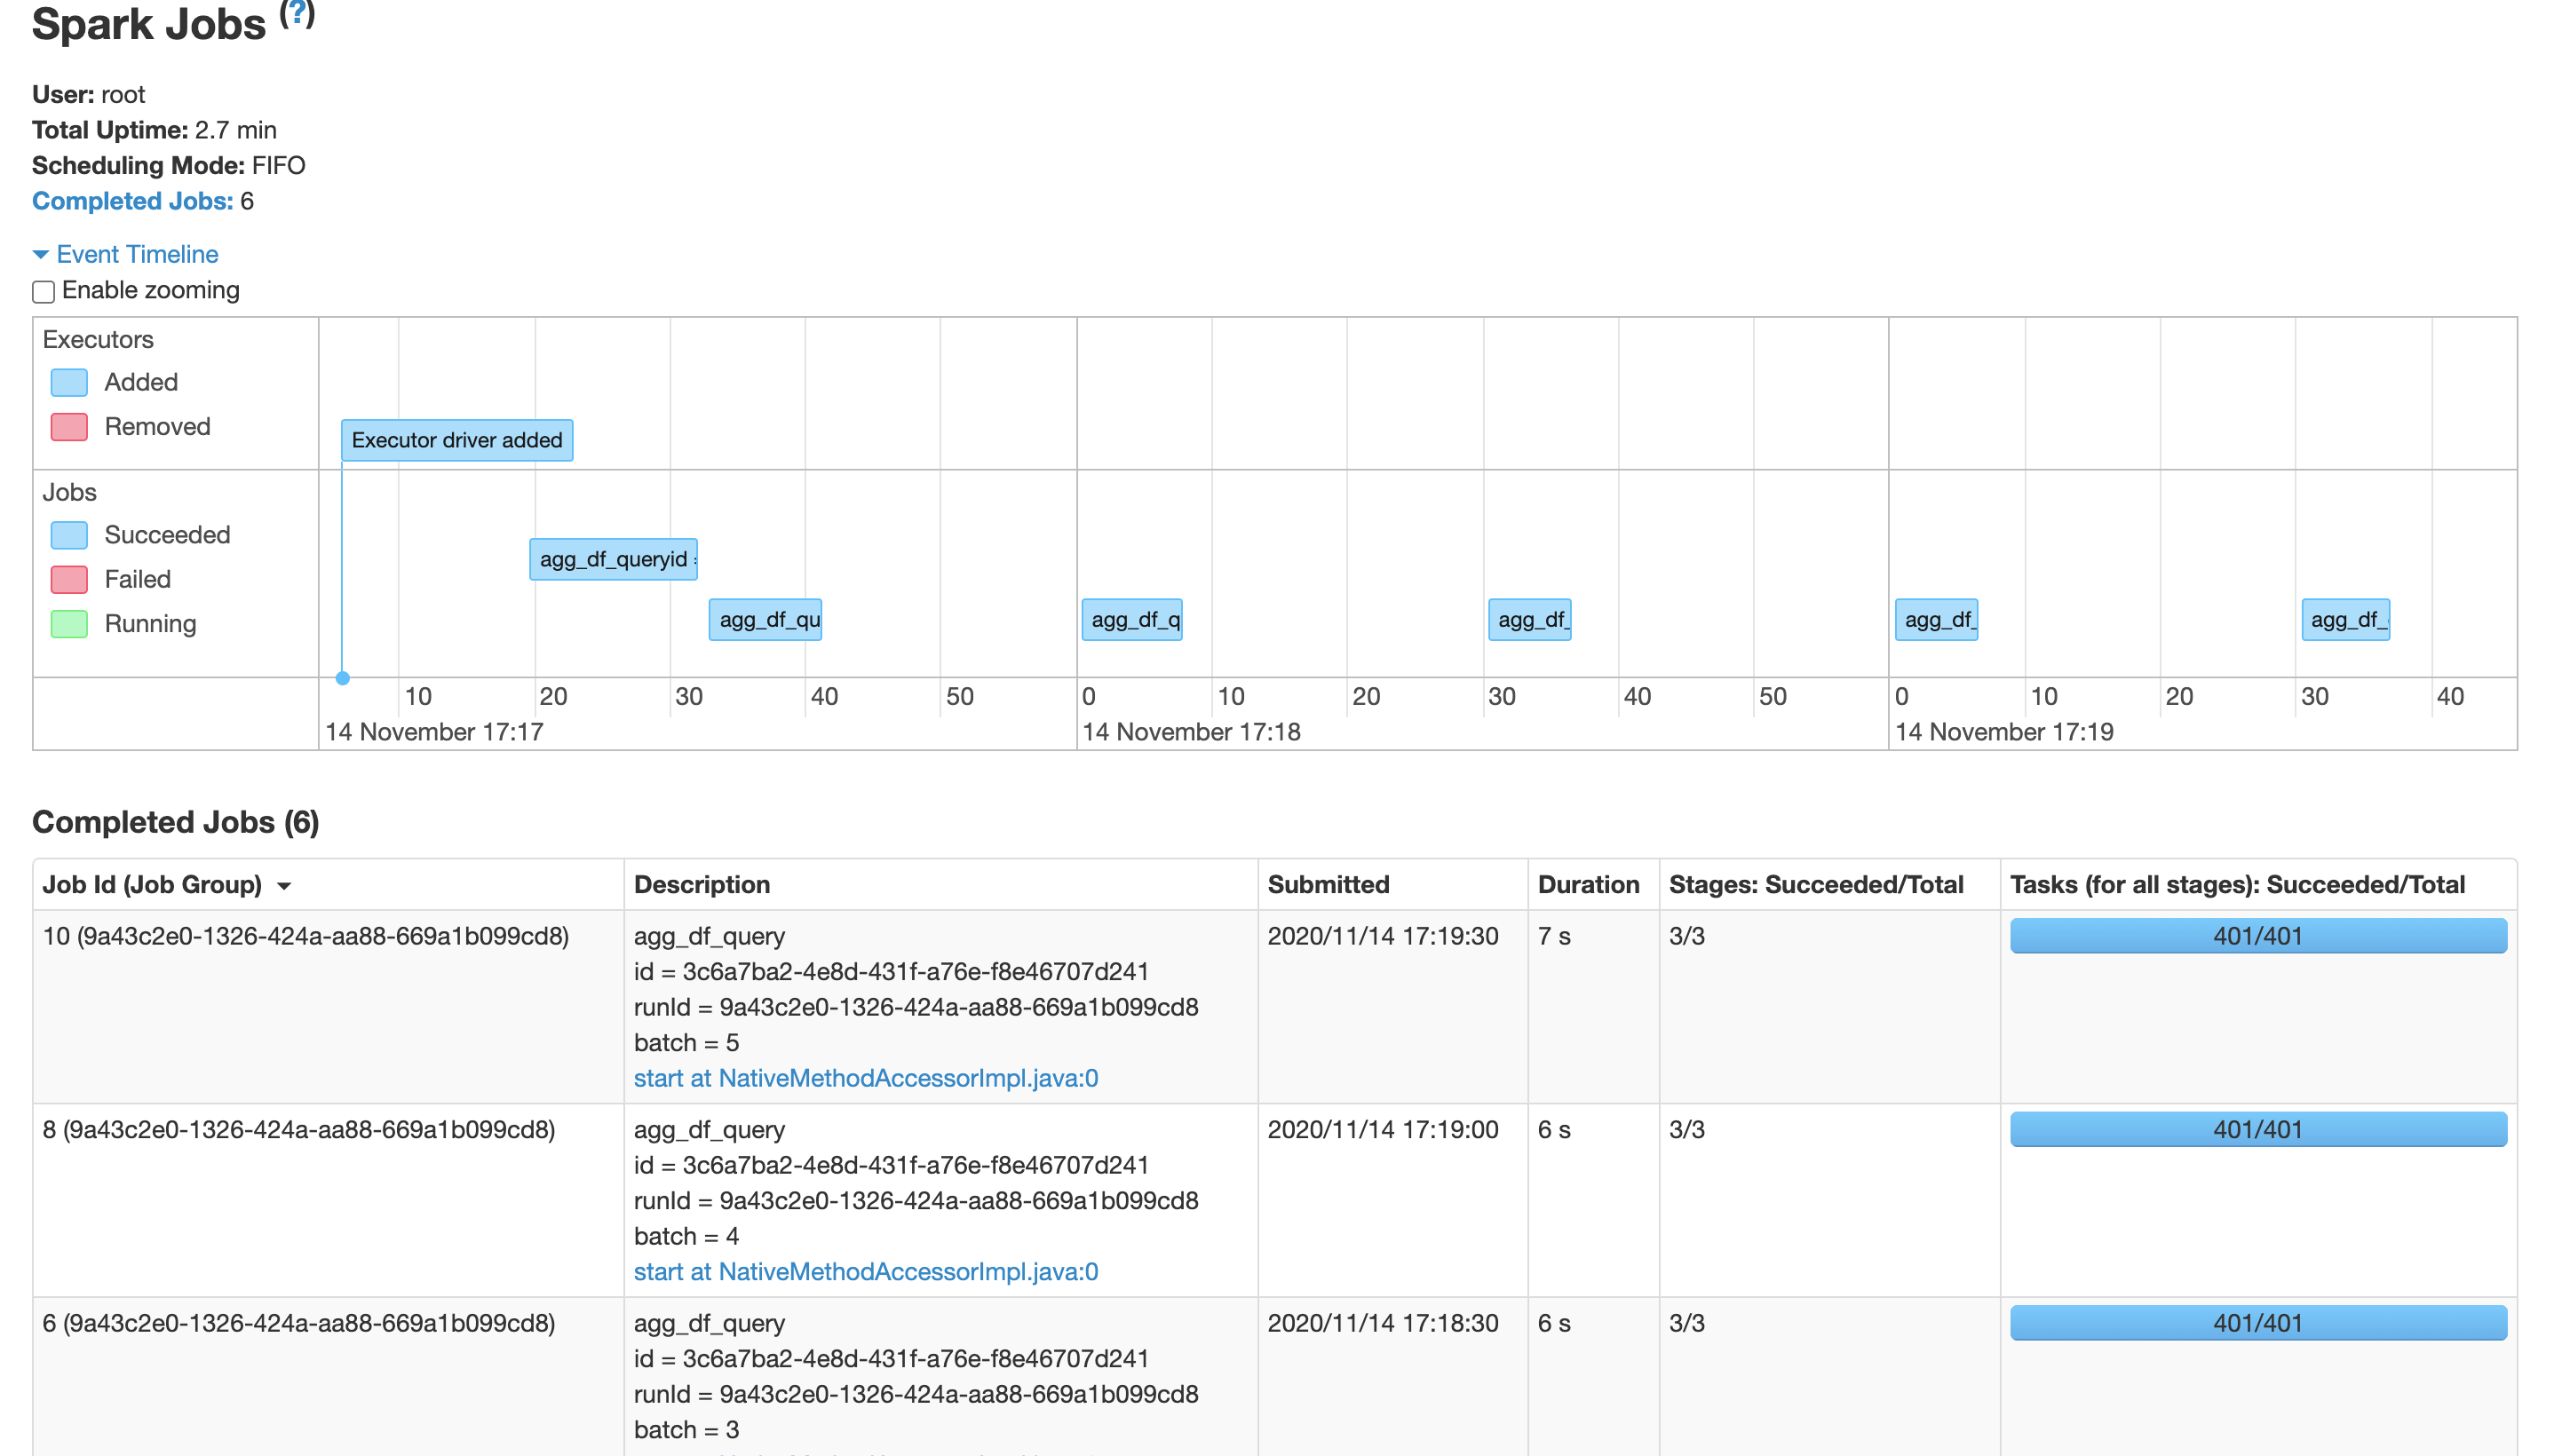 Spark Jobs (?)
User: root
Total Uptime: 2.7 min
Scheduling Mode: FIFO
Completed Jobs: 6
Event Timeline
Enable zooming
Executors
Added
Removed
Executor driver added
Jobs
Succeeded
Failed
Running
agg_df_queryid
agg_df_qu
agg_df_q
agg_df_
agg_df_
agg_df_
10 20 30 40 50 0 10 20 30 40 50 0 10 20 30 40
14 November 17:17 14 November 17:18 14 November 17:19
Completed Jobs (6)
Job Id (Job Group) Description Submitted Duration Stages: Succeeded/Total Tasks (for all stages): Succeeded/Total
10 (9a43c2e0-1326-424a-aa88-669a1b099cd8) agg_df_query 2020/11/14 17:19:30 7 s 3/3 401/401
id = 3c6a7ba2-4e8d-431f-a76e-f8e46707d241
runId = 9a43c2e0-1326-424a-aa88-669a1b099cd8
batch = 5
start at NativeMethodAccessorImpl.java:0
8 (9a43c2e0-1326-424a-aa88-669a1b099cd8) agg_df_query 2020/11/14 17:19:00 6 s 3/3 401/401
id = 3c6a7ba2-4e8d-431f-a76e-f8e46707d241
runId = 9a43c2e0-1326-424a-aa88-669a1b099cd8
batch = 4
start at NativeMethodAccessorImpl.java:0
6 (9a43c2e0-1326-424a-aa88-669a1b099cd8) agg_df_query 2020/11/14 17:18:30 6 s 3/3 401/401
id = 3c6a7ba2-4e8d-431f-a76e-f8e46707d241
runId = 9a43c2e0-1326-424a-aa88-669a1b099cd8
batch = 3